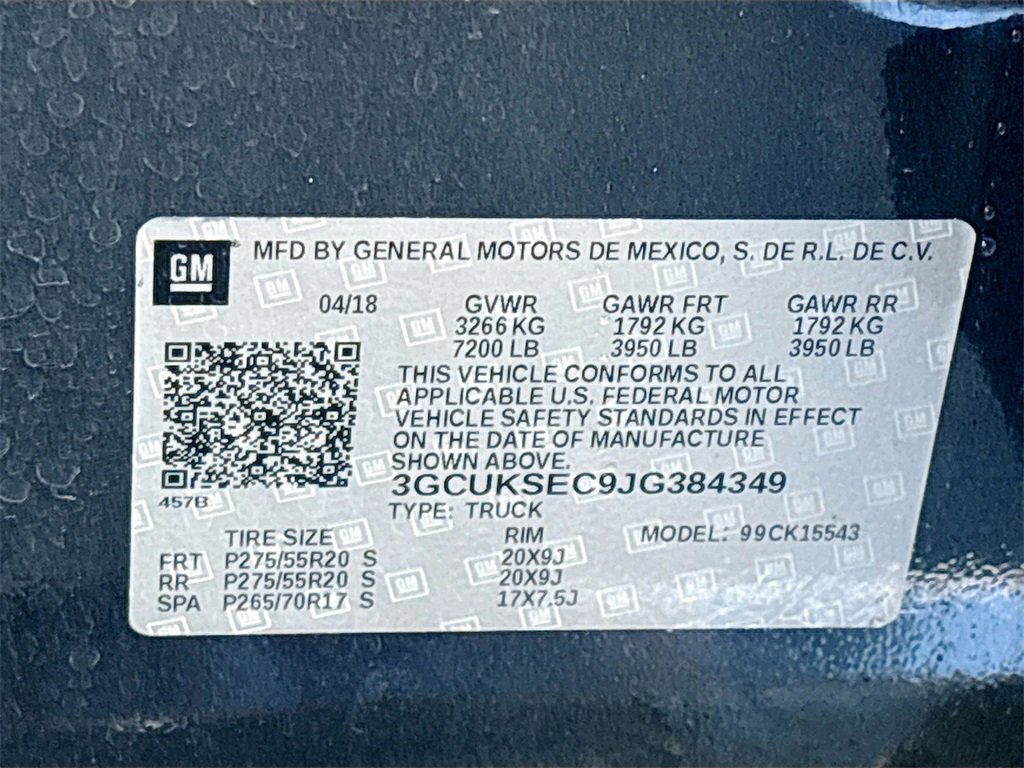 GM MFD BY GENERAL MOTORS DE MEXICO, S. DE R.L. DE C.V.
04/18 GVWR GAWR FRT GAWR RR
3266 KG 1792 KG 1792 KG
7200 LB 3950 LB 3950 LB
THIS VEHICLE CONFORMS TO ALL
APPLICABLE U.S. FEDERAL MOTOR
VEHICLE SAFETY STANDARDS IN EFFECT
ON THE DATE OF MANUFACTURE
SHOWN ABOVE.
3GCUKSEC9JG384349
457B
TYPE: TRUCK
TIRE SIZE RIM MODEL: 99CK15543
FRT P275/55R20 S 20X9J
RR P275/55R20 S 20X9J
SPA P265/70R17 S 17X7.5J